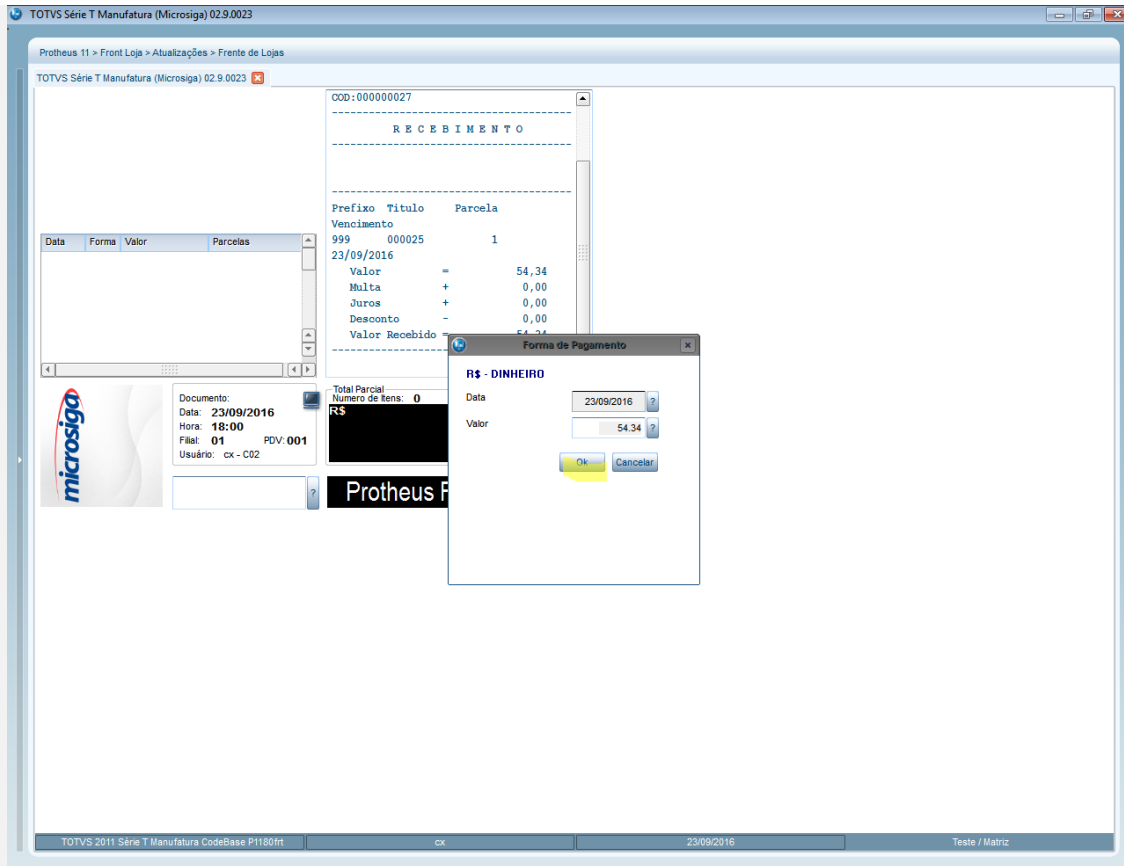 TOTVS Série T Manufatura (Microsiga) 02.9.0023
Protheus 11 > Front Loja > Atualizações > Frente de Lojas
TOTVS Série T Manufatura (Microsiga) 02.9.0023
COD:000000027
R E C E B I M E N T O
Prefixo Titulo Parcela
Vencimento
999 000025 1
23/09/2016
Valor = 54,34
Multa + 0,00
Juros + 0,00
Desconto - 0,00
Valor Recebido = 54,34
Data Forma Valor Parcelas
microsiga
Documento:
Data: 23/09/2016
Hora: 18:00
Filial: 01 PDV: 001
Usuário: cx - C02
?
Total Parcial
Numero de Itens: 0
R$
Protheus F
Forma de Pagamento
R$ - DINHEIRO
Data 23/09/2016 ?
Valor 54.34 ?
Ok Cancelar
TOTVS 2011 Série T Manufatura CodeBase P1180frt cx 23/09/2016 Teste / Matriz